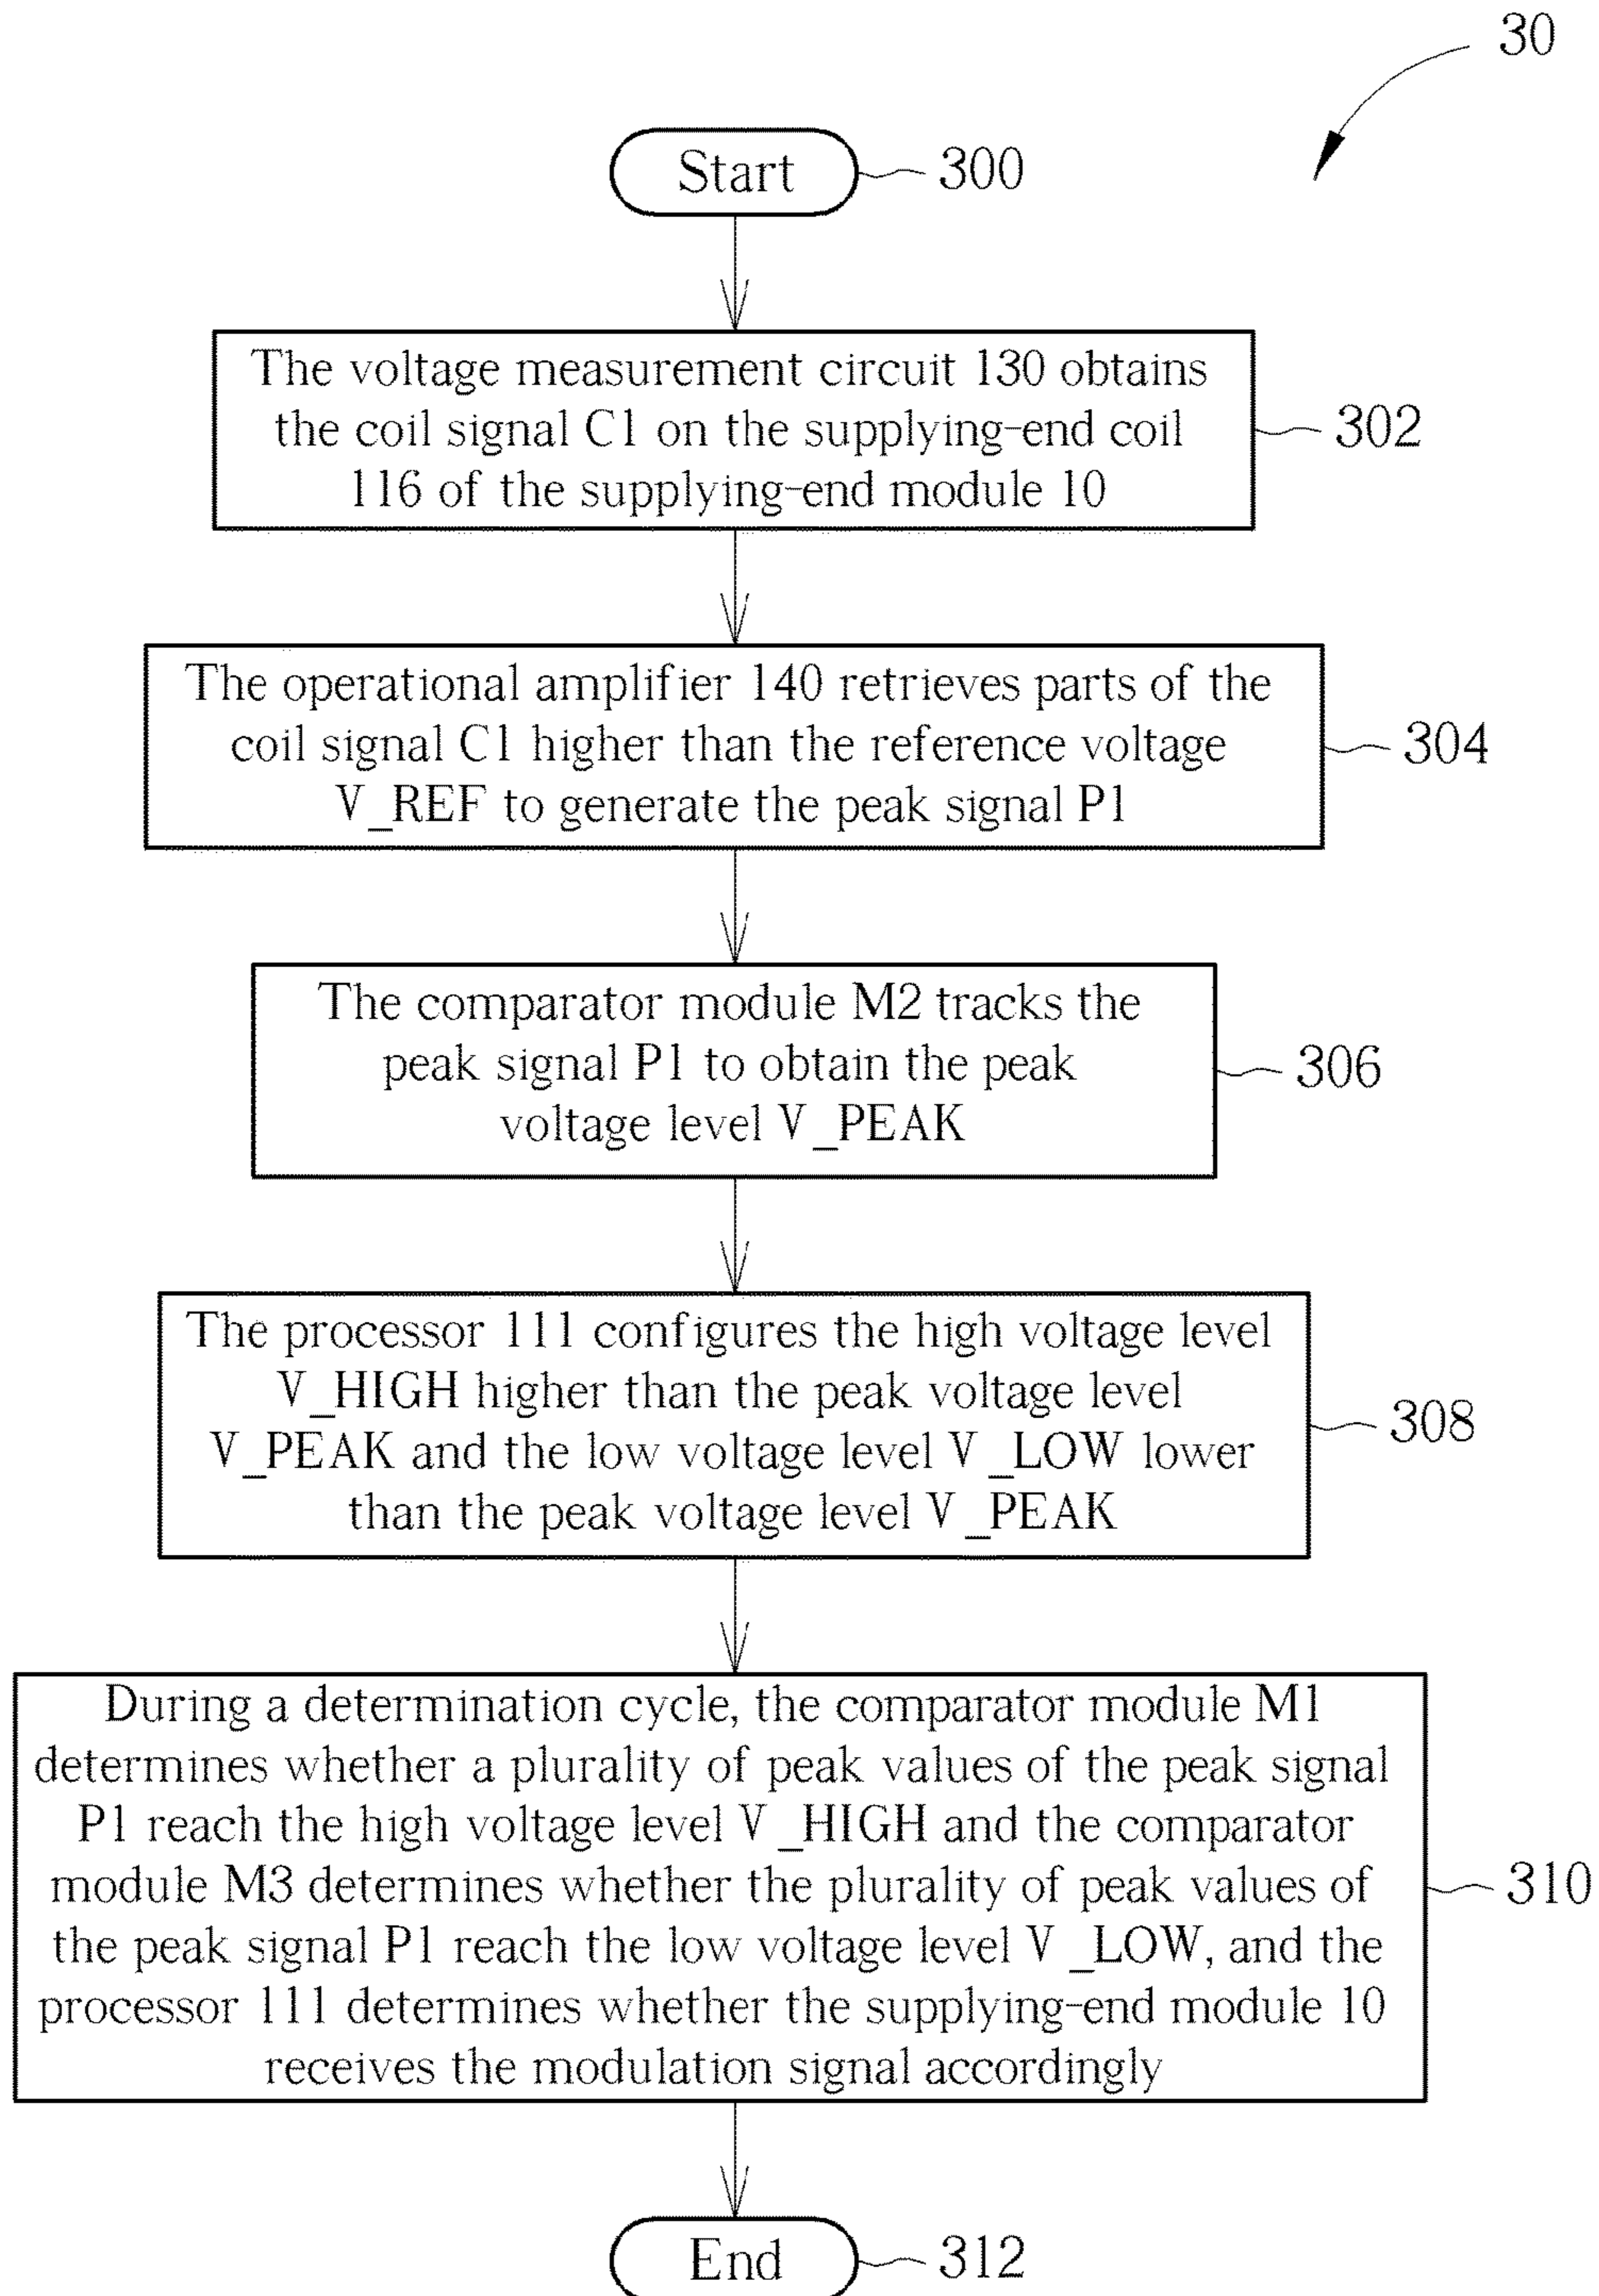 30
Start
300
The voltage measurement circuit 130 obtains
the coil signal C1 on the supplying-end coil
116 of the supplying-end module 10
302
The operational amplifier 140 retrieves parts of the
coil signal C1 higher than the reference voltage
V_REF to generate the peak signal P1
304
The comparator module M2 tracks the
peak signal P1 to obtain the peak
voltage level V_PEAK
306
The processor 111 configures the high voltage level
V_HIGH higher than the peak voltage level
V_PEAK and the low voltage level V_LOW lower
than the peak voltage level V_PEAK
308
During a determination cycle, the comparator module M1
determines whether a plurality of peak values of the peak signal
P1 reach the high voltage level V_HIGH and the comparator
module M3 determines whether the plurality of peak values of
the peak signal P1 reach the low voltage level V_LOW, and the
processor 111 determines whether the supplying-end module 10
receives the modulation signal accordingly
310
End
312